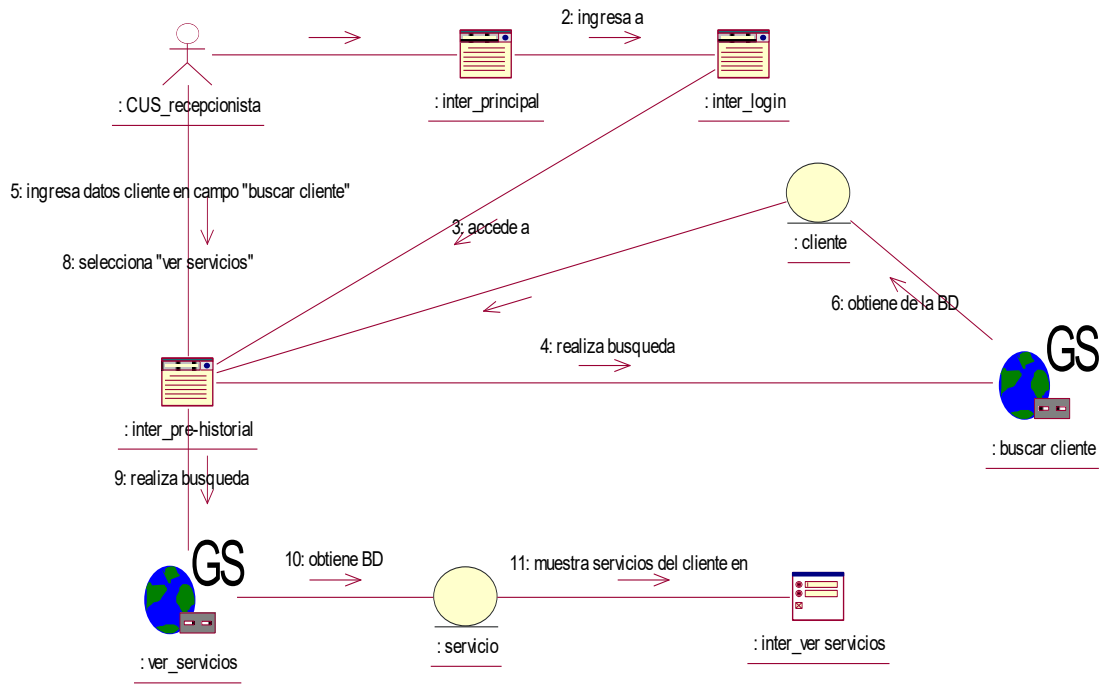 2: ingresa a
: CUS_recepcionista
: inter_principal
: inter_login
5: ingresa datos cliente en campo "buscar cliente"
3: accede a
: cliente
8: selecciona "ver servicios"
6: obtiene de la BD
4: realiza busqueda
GS
: inter_pre-historial
: buscar cliente
9: realiza busqueda
GS
10: obtiene BD
11: muestra servicios del cliente en
: ver_servicios
: servicio
: inter_ver servicios